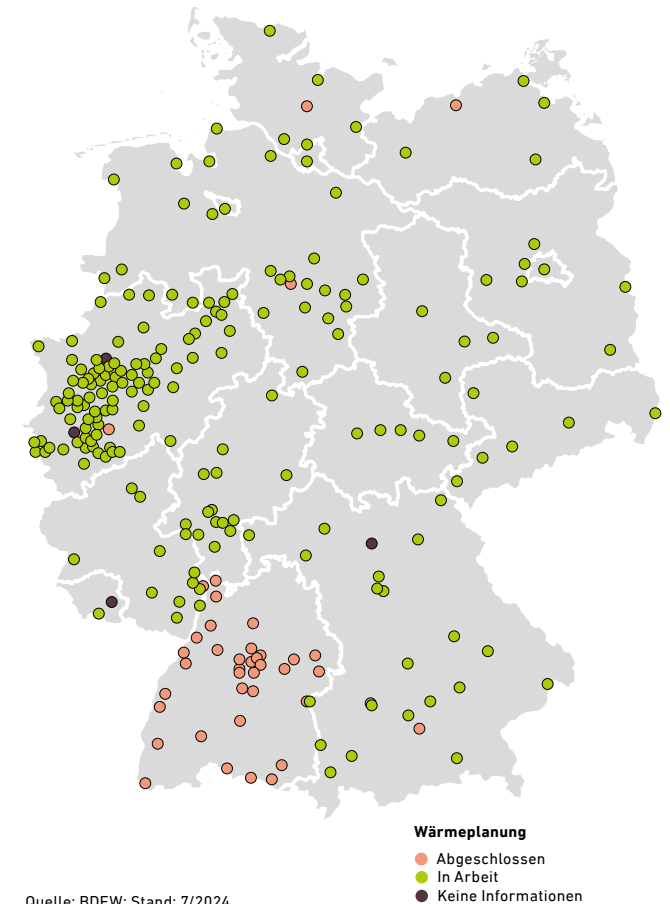 Wärmeplanung
Abgeschlossen
In Arbeit
Keine Informationen
Quelle: BDEW; Stand: 7/2024